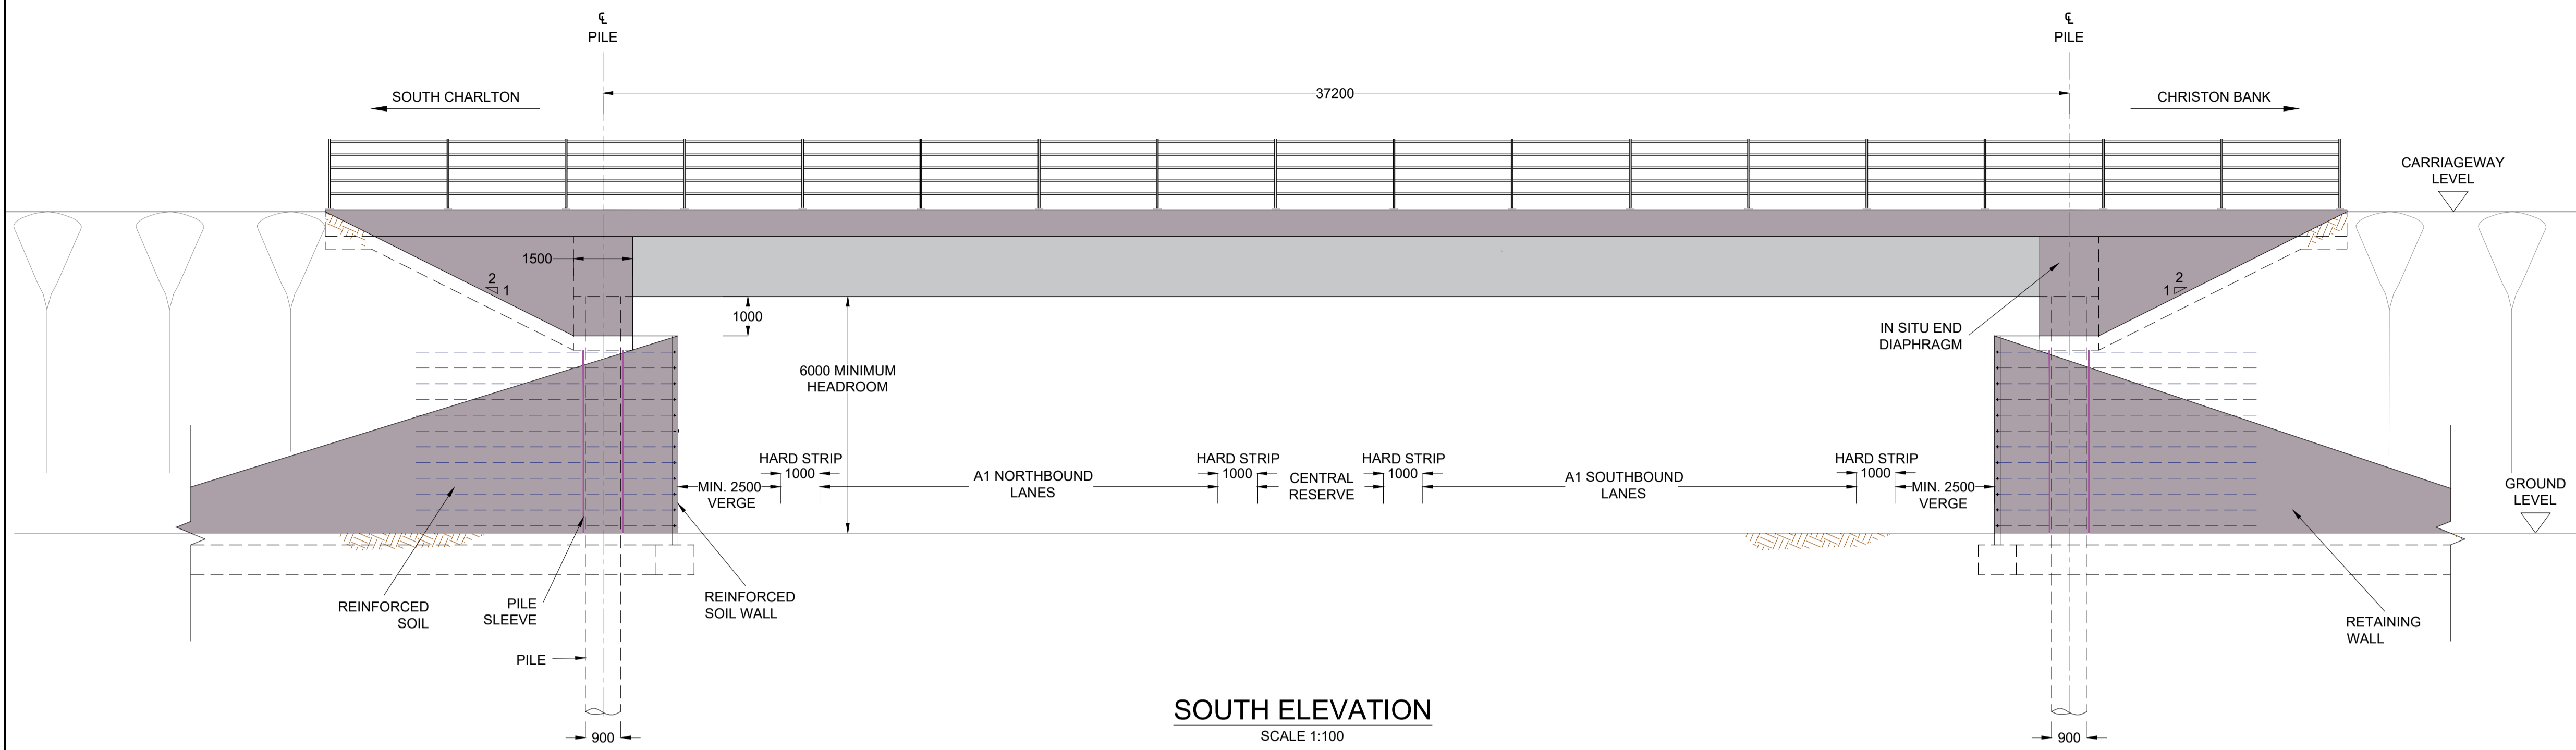 ℄
PILE
℄
PILE
37200
SOUTH CHARLTON
CHRISTON BANK
CARRIAGEWAY
LEVEL
1500
2
1
2
1
1000
IN SITU END
DIAPHRAGM
6000 MINIMUM
HEADROOM
HARD STRIP
1000
A1 NORTHBOUND
LANES
HARD STRIP
1000
CENTRAL
RESERVE
HARD STRIP
1000
A1 SOUTHBOUND
LANES
HARD STRIP
1000
MIN. 2500
VERGE
MIN. 2500
VERGE
GROUND
LEVEL
REINFORCED
SOIL
PILE
SLEEVE
REINFORCED
SOIL WALL
RETAINING
WALL
PILE
900
SOUTH ELEVATION
SCALE 1:100
900